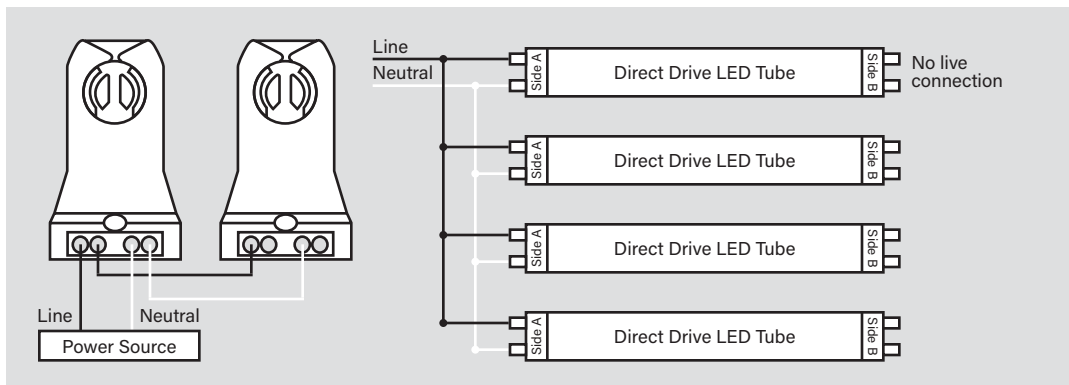 Line
Neutral
Side A
Direct Drive LED Tube
Side B
No live
connection
Side A
Direct Drive LED Tube
Side B
Side A
Direct Drive LED Tube
Side B
Side A
Direct Drive LED Tube
Side B
Line
Neutral
Power Source